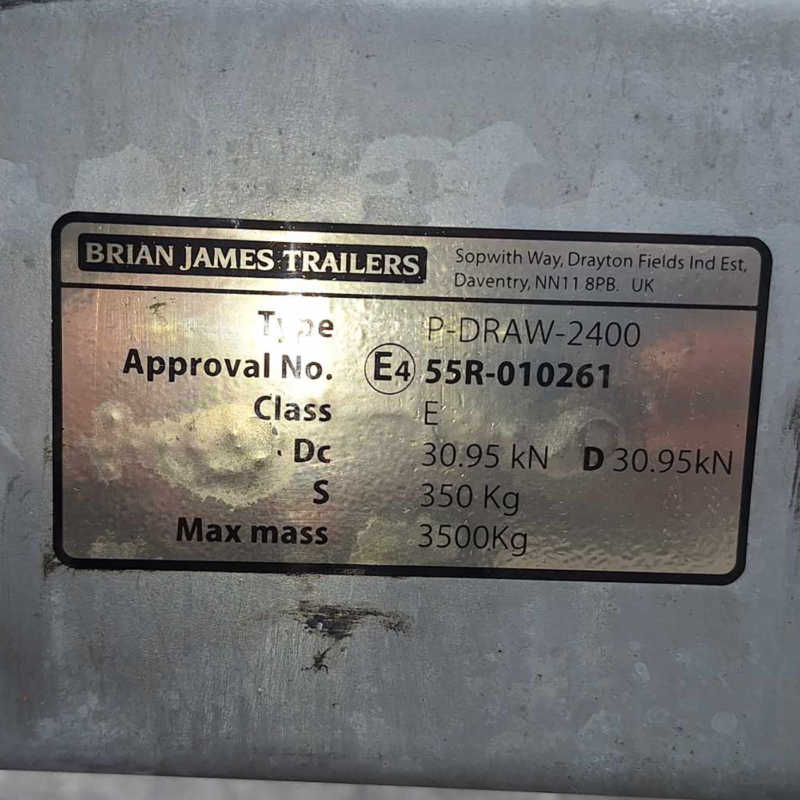 BRIAN JAMES TRAILERS
Sopwith Way, Drayton Fields Ind Est,
Daventry, NN11 8PB. UK
Type P-DRAW-2400
Approval No. E4 55R-010261
Class E
Dc 30.95 kN D 30.95kN
S 350 Kg
Max mass 3500Kg